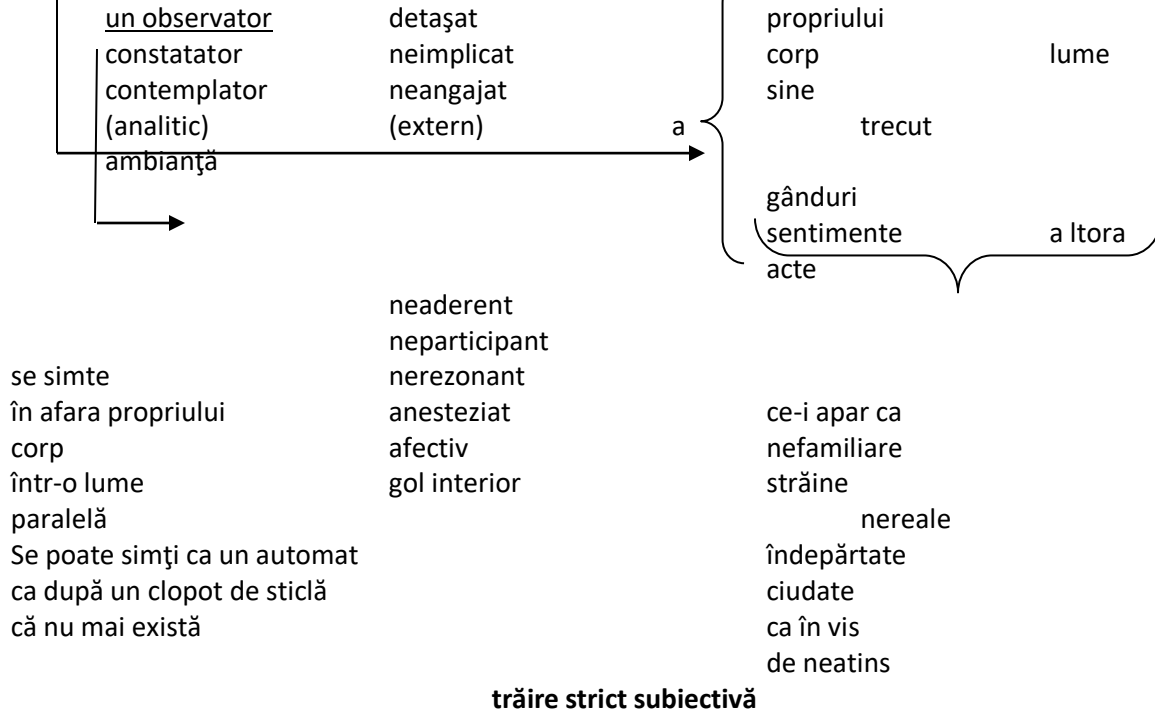 un observator detaşat propriului
constatator neimplicat corp lume
contemplator neangajat sine
(analitic) (extern) a trecut
ambianţă
gânduri
sentimente a ltora
acte
neaderent
neparticipant
se simte nerezonant
în afara propriului anesteziat ce-i apar ca
corp afectiv nefamiliare
într-o lume gol interior străine
paralelă nereale
Se poate simţi ca un automat îndepărtate
ca după un clopot de sticlă ciudate
că nu mai există ca în vis
de neatins
trăire strict subiectivă